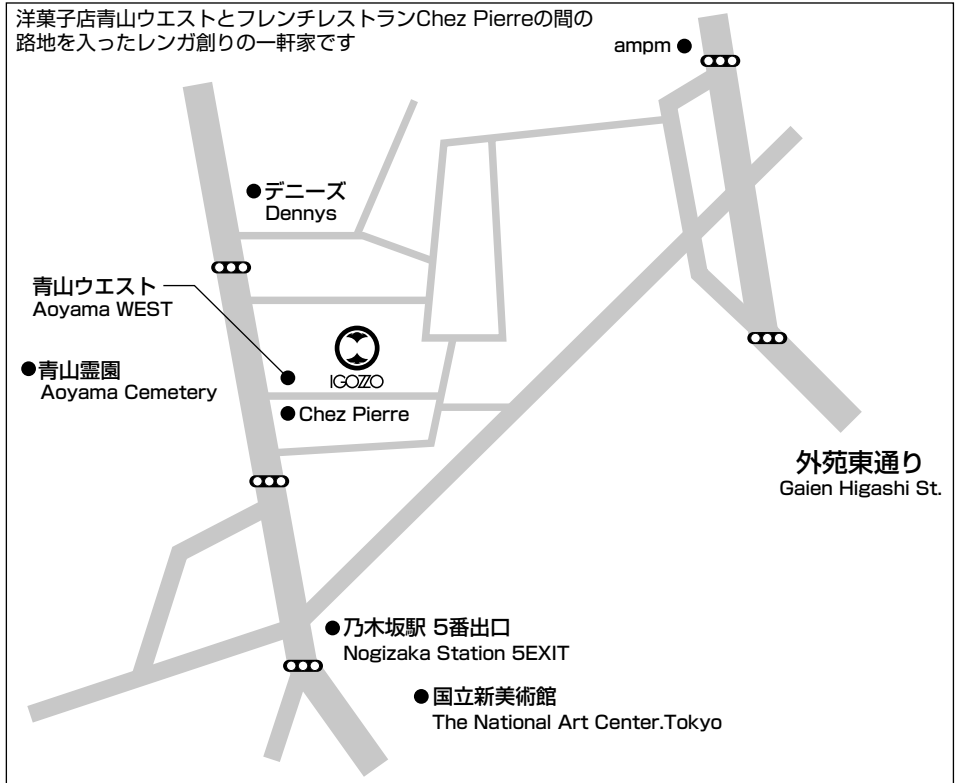 洋菓子店青山ウエストとフレンチレストランChez Pierreの間の
路地を入ったレンガ創りの一軒家です
ampm
デニーズ
Dennys
青山ウエスト
Aoyama WEST
IGOZZO
青山霊園
Aoyama Cemetery
Chez Pierre
外苑東通り
Gaien Higashi St.
乃木坂駅 5番出口
Nogizaka Station 5EXIT
国立新美術館
The National Art Center.Tokyo